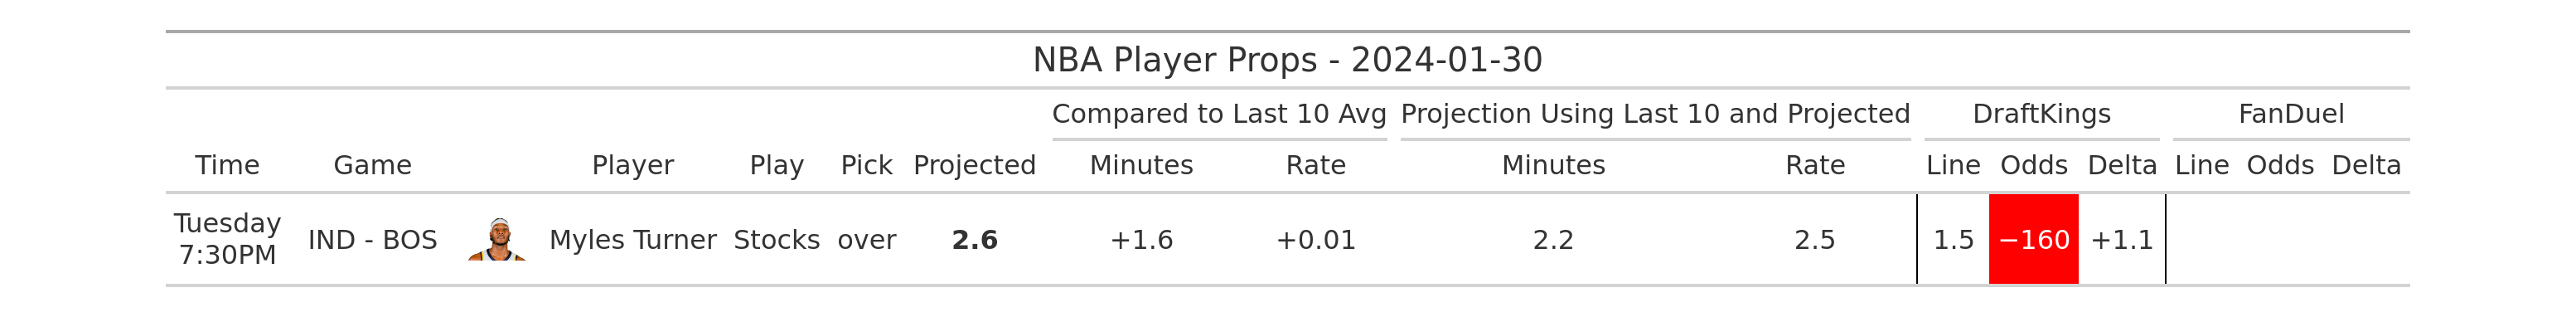 NBA Player Props - 2024-01-30
Compared to Last 10 Avg Projection Using Last 10 and Projected DraftKings FanDuel
Time Game Player Play Pick Projected Minutes Rate Minutes Rate Line Odds Delta Line Odds Delta
Tuesday
7:30PM IND - BOS Myles Turner Stocks over 2.6 +1.6 +0.01 2.2 2.5 1.5 −160 +1.1